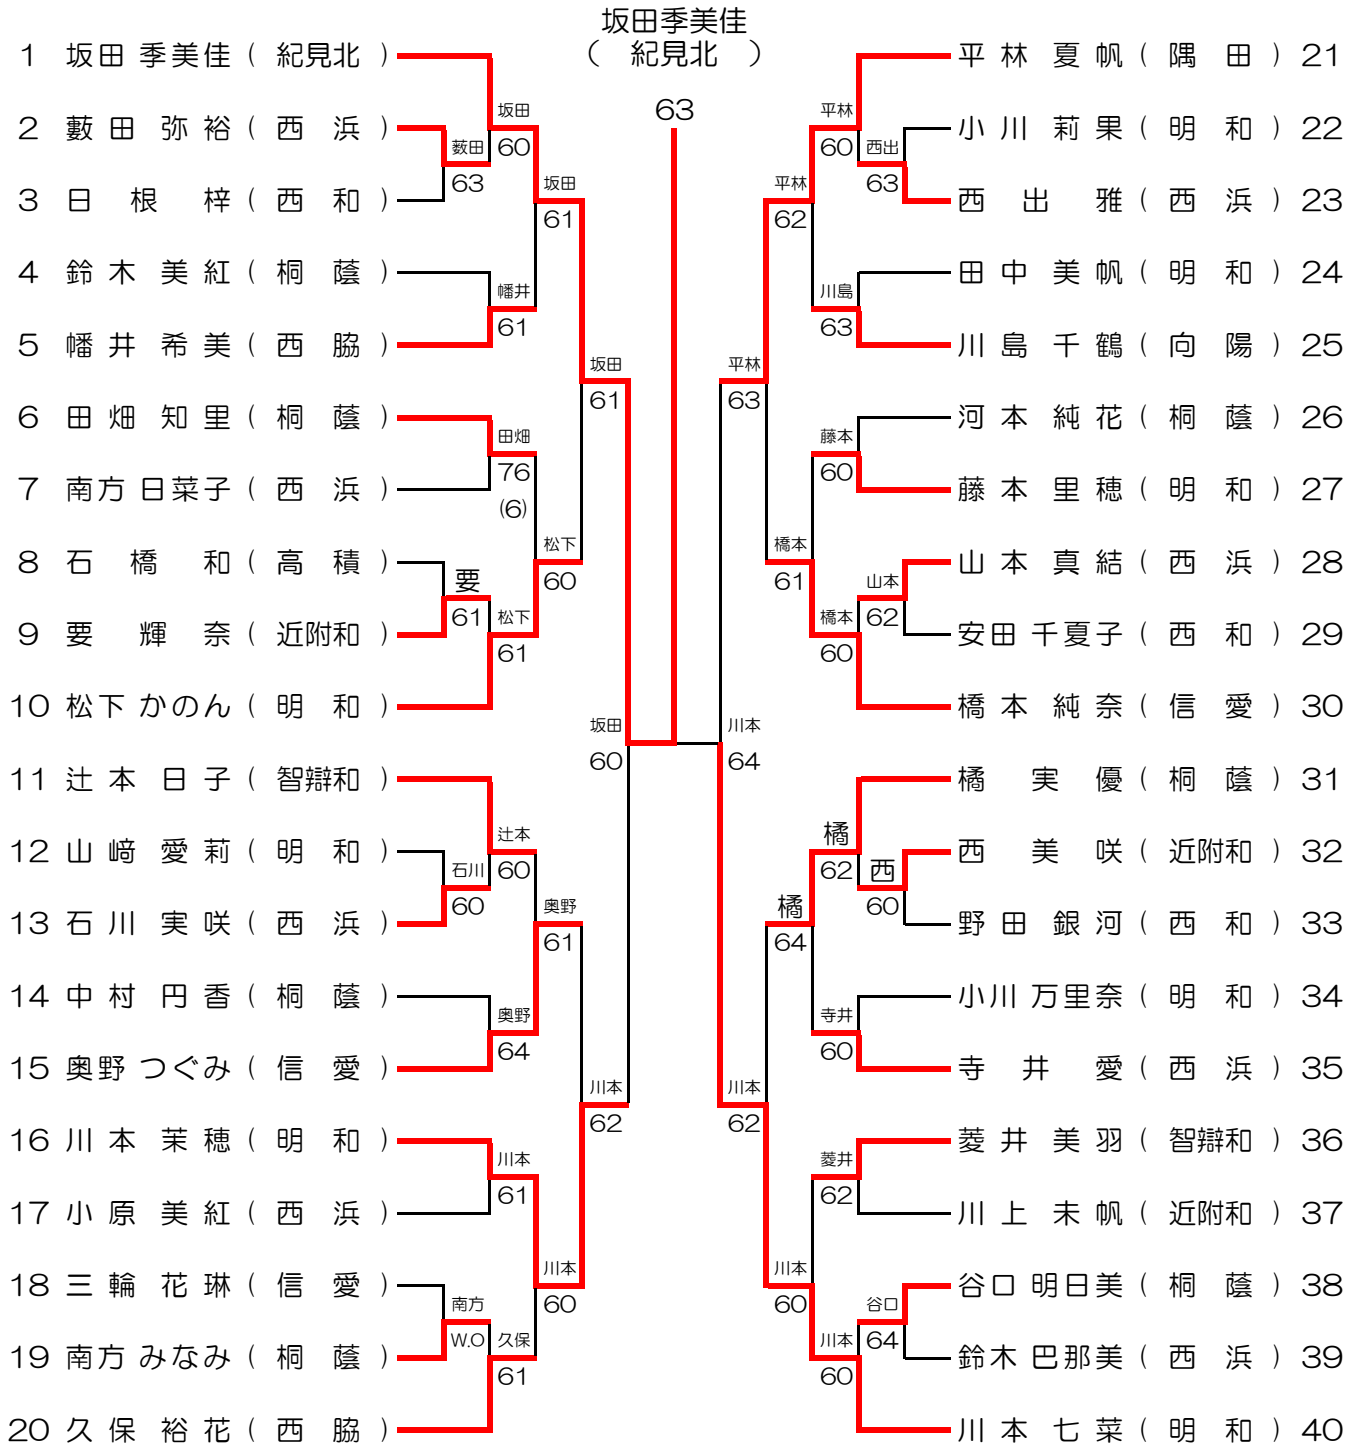 坂田季美佳
( 紀見北 )
63
1 坂田 季美佳 ( 紀見北 )
2 藪田 弥裕 ( 西 浜 )
3 日根 梓 ( 西 和 )
4 鈴木 美紅 ( 桐 蔭 )
5 幡井 希美 ( 西 脇 )
6 田畑 知里 ( 桐 蔭 )
7 南方 日菜子 ( 西 浜 )
8 石橋 和 ( 高 積 )
9 要 輝奈 ( 近附和 )
10 松下 かのん ( 明 和 )
11 辻本 日子 ( 智辯和 )
12 山﨑 愛莉 ( 明 和 )
13 石川 実咲 ( 西 浜 )
14 中村 円香 ( 桐 蔭 )
15 奥野 つぐみ ( 信 愛 )
16 川本 茉穂 ( 明 和 )
17 小原 美紅 ( 西 浜 )
18 三輪 花琳 ( 信 愛 )
19 南方 みなみ ( 桐 蔭 )
20 久保 裕花 ( 西 脇 )
藪田
63
要
61
石川
60
南方
W.O
坂田
60
幡井
61
田畑
76
(6)
松下
61
辻本
60
奥野
64
川本
61
久保
61
坂田
61
松下
60
奥野
61
川本
60
坂田
61
川本
62
坂田
60
川本
64
平林
63
川本
62
平林
62
橋本
61
橘
64
川本
60
平林
60
川島
63
藤本
60
橋本
60
橘
62
寺井
60
菱井
62
川本
60
西出
63
山本
62
西
60
谷口
64
平林 夏帆 ( 隅 田 ) 21
小川 莉果 ( 明 和 ) 22
西出 雅 ( 西 浜 ) 23
田中 美帆 ( 明 和 ) 24
川島 千鶴 ( 向 陽 ) 25
河本 純花 ( 桐 蔭 ) 26
藤本 里穂 ( 明 和 ) 27
山本 真結 ( 西 浜 ) 28
安田 千夏子 ( 西 和 ) 29
橋本 純奈 ( 信 愛 ) 30
橘 実優 ( 桐 蔭 ) 31
西 美咲 ( 近附和 ) 32
野田 銀河 ( 西 和 ) 33
小川 万里奈 ( 明 和 ) 34
寺井 愛 ( 西 浜 ) 35
菱井 美羽 ( 智辯和 ) 36
川上 未帆 ( 近附和 ) 37
谷口 明日美 ( 桐 蔭 ) 38
鈴木 巴那美 ( 西 浜 ) 39
川本 七菜 ( 明 和 ) 40